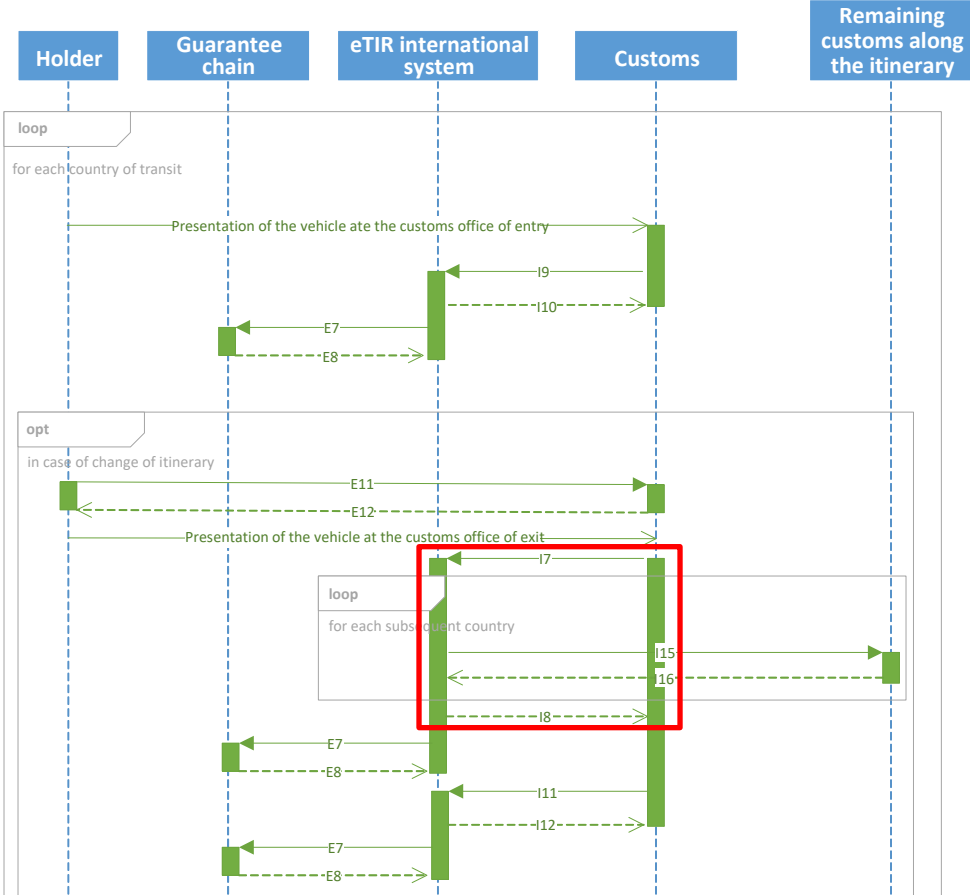 Holder
Guarantee
chain
eTIR international
system
Customs
Remaining
customs along
the itinerary
loop
for each country of transit
Presentation of the vehicle ate the customs office of entry
I9
I10
E7
E8
opt
in case of change of itinerary
E11
E12
Presentation of the vehicle at the customs office of exit
I7
loop
for each subsequent country
I15
I16
I8
E7
E8
I11
I12
E7
E8